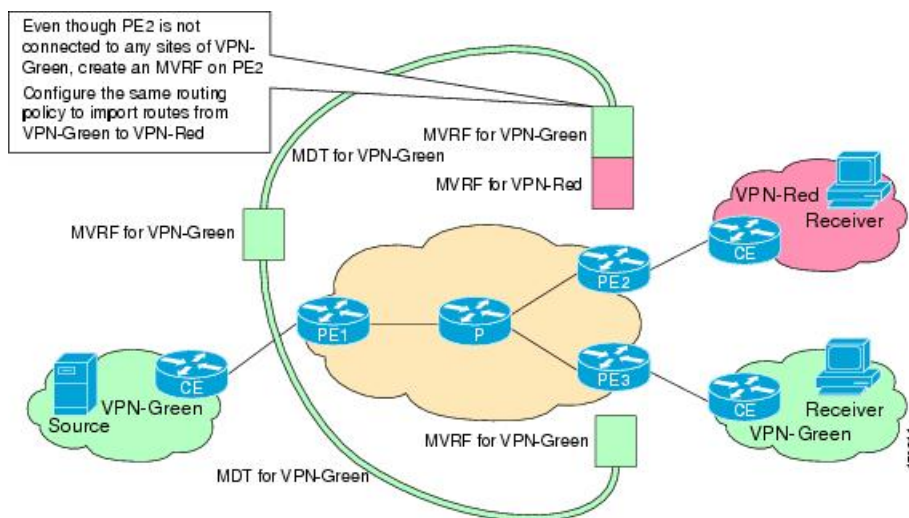 Even though PE2 is not
connected to any sites of VPN-
Green, create an MVRF on PE2
Configure the same routing
policy to import routes from
VPN-Green to VPN-Red
MVRF for VPN-Green
MDT for VPN-Green
MVRF for VPN-Red
VPN-Red
Receiver
CE
MVRF for VPN-Green
PE2
PE1
P
PE3
CE
VPN-Green
Source
CE
Receiver
VPN-Green
MVRF for VPN-Green
MDT for VPN-Green